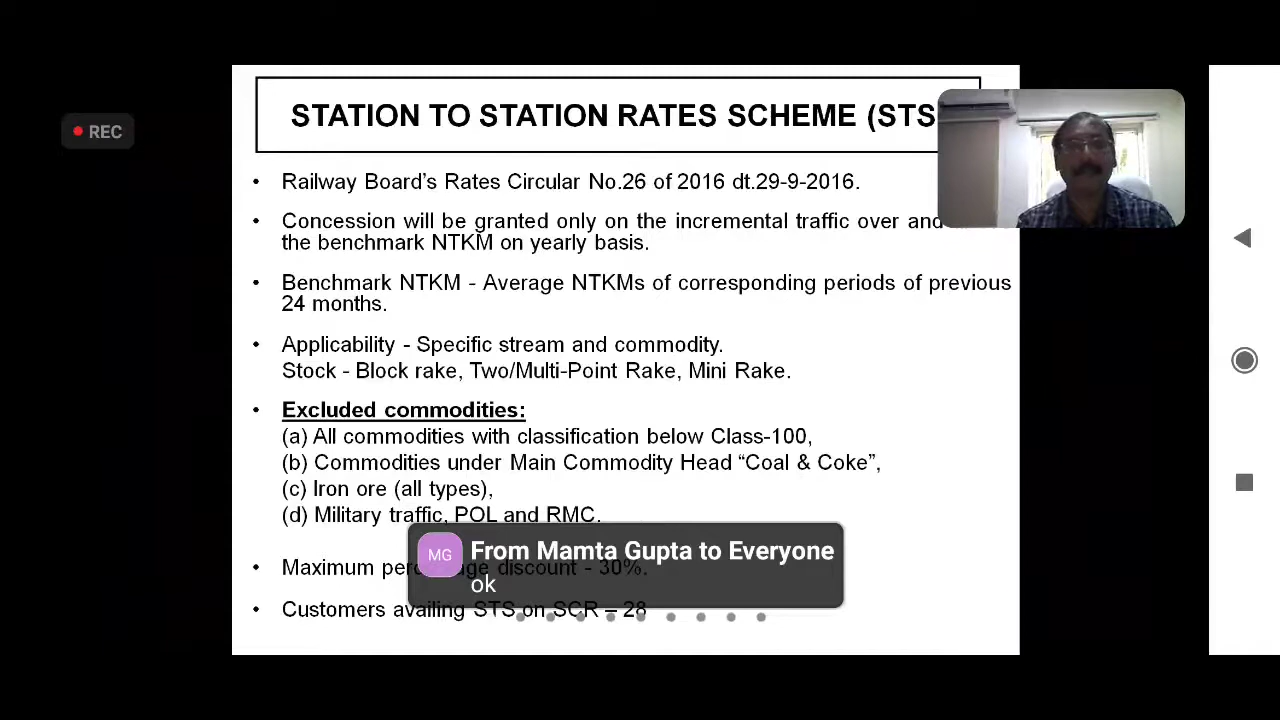 STATION TO STATION RATES SCHEME (STS
REC
• Railway Board's Rates Circular No.26 of 2016 dt.29-9-2016.
• Concession will be granted only on the incremental traffic over and
the benchmark NTKM on yearly basis.
• Benchmark NTKM - Average NTKMs of corresponding periods of previous
24 months.
• Applicability - Specific stream and commodity.
Stock - Block rake, Two/Multi-Point Rake, Mini Rake.
• Excluded commodities:
(a) All commodities with classification below Class-100,
(b) Commodities under Main Commodity Head “Coal & Coke”,
(c) Iron ore (all types),
(d) Military traffic, POL and RMC.
MG From Mamta Gupta to Everyone
ok
• Maximum discount - 30%.
• Customers availing STS on SCR – 28